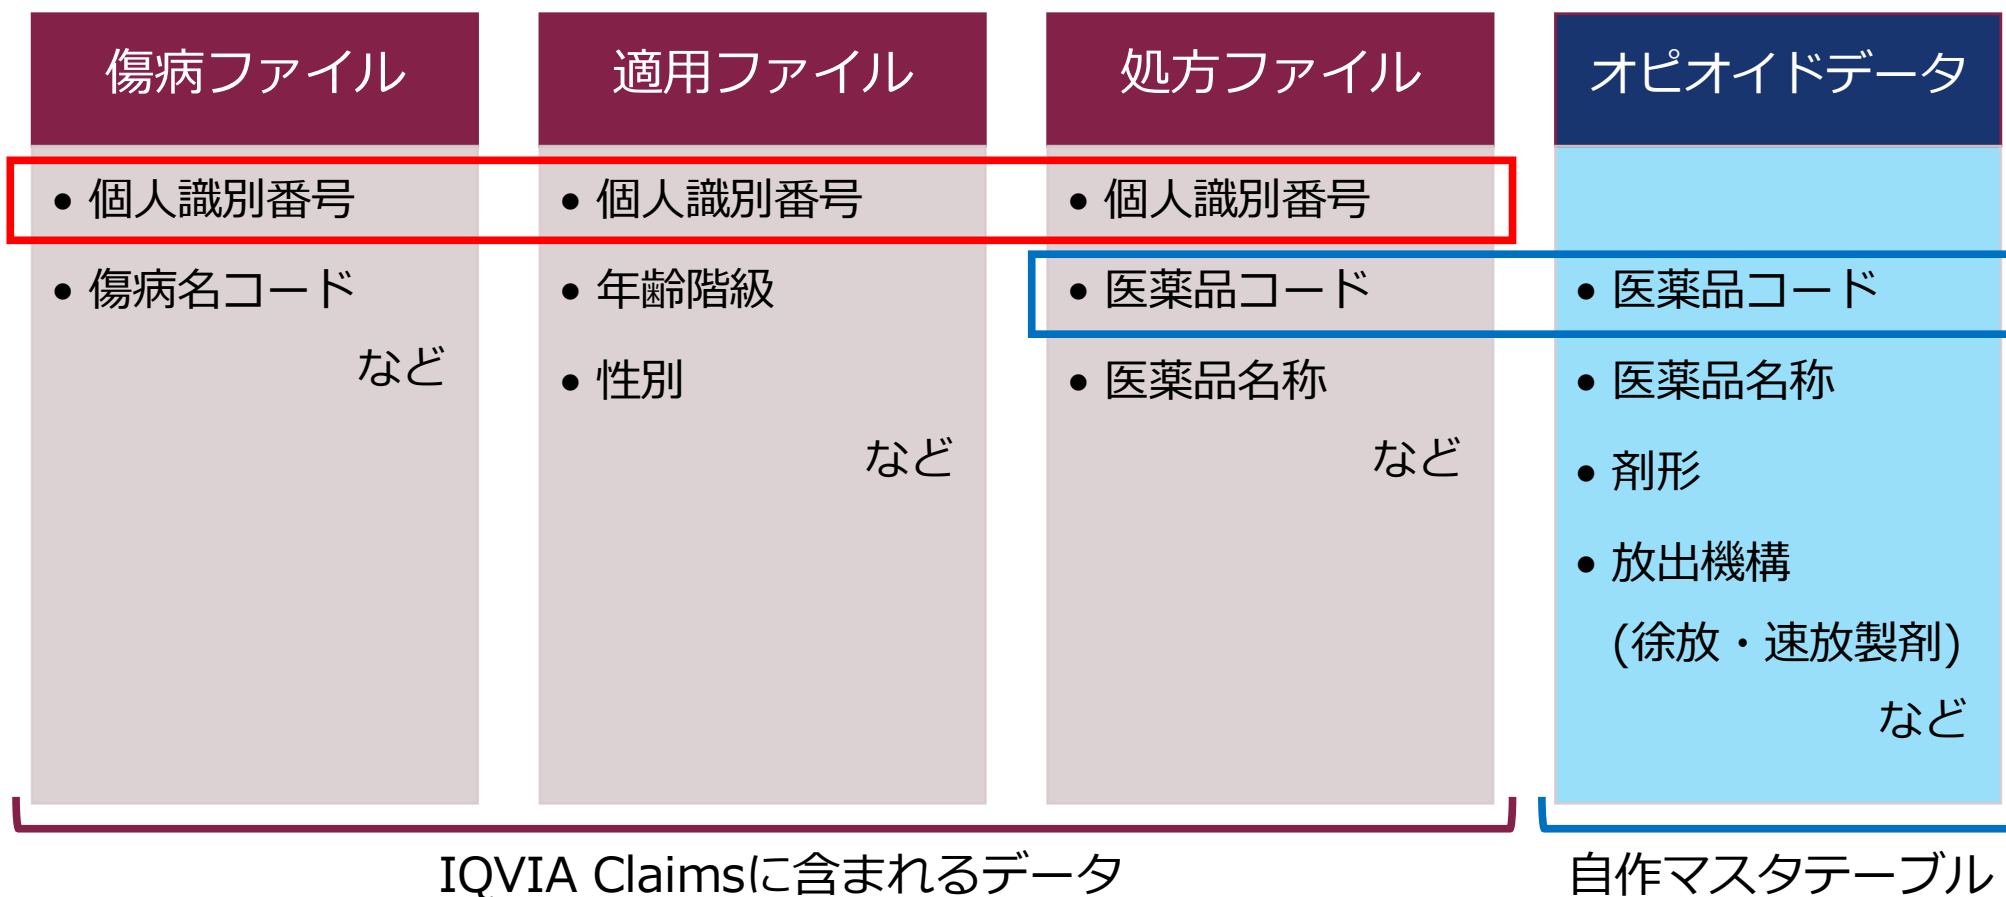 傷病ファイル
• 個人識別番号
• 傷病名コード
など
適用ファイル
• 個人識別番号
• 年齢階級
• 性別
など
処方ファイル
• 個人識別番号
• 医薬品コード
• 医薬品名称
など
オピオイドデータ
• 医薬品コード
• 医薬品名称
• 剤形
• 放出機構
(徐放・速放製剤)
など
IQVIA Claimsに含まれるデータ
自作マスタテーブル